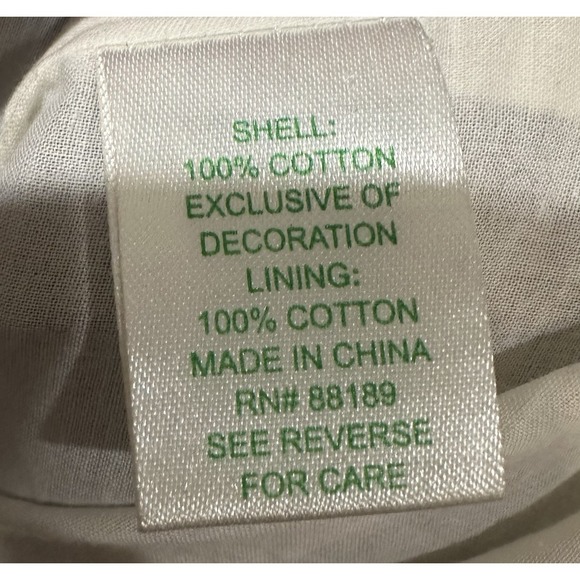 SHELL:
100% COTTON
EXCLUSIVE OF
DECORATION
LINING:
100% COTTON
MADE IN CHINA
RN# 88189
SEE REVERSE
FOR CARE